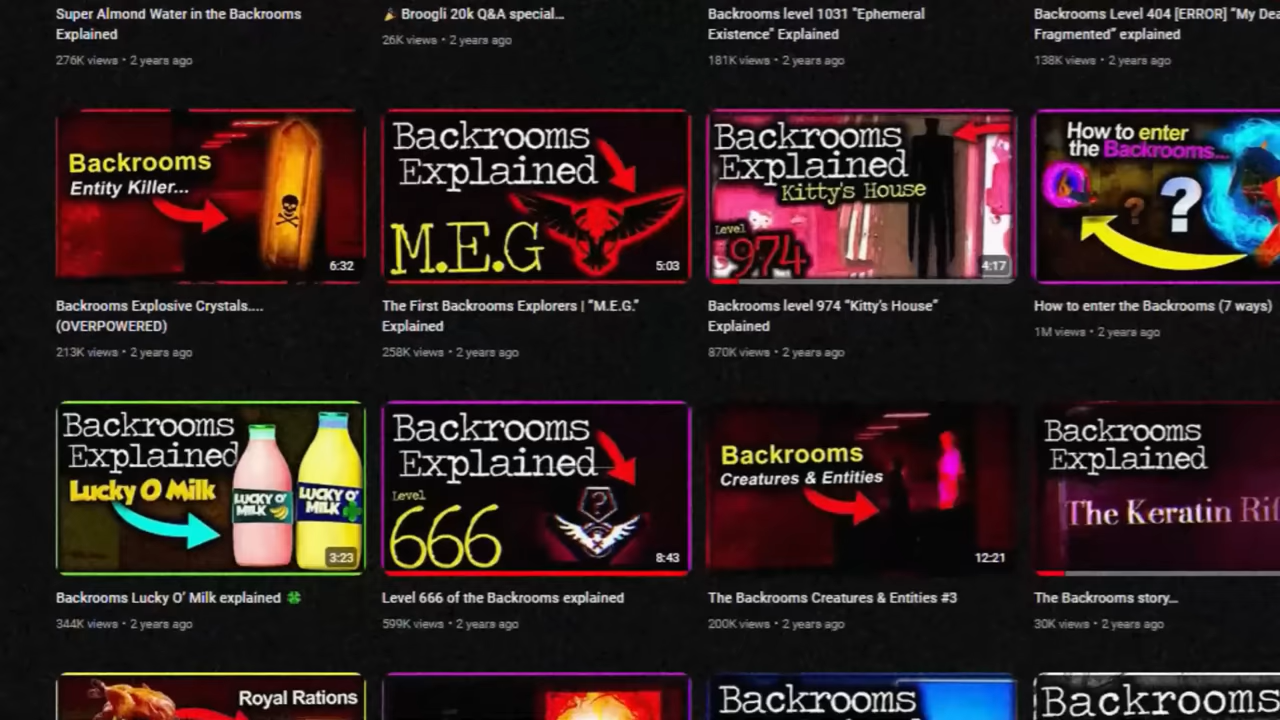 Super Almond Water in the Backrooms
Explained
276K views • 2 years ago
🎉 Broogli 20k Q&A special...
26K views • 2 years ago
Backrooms level 1031 "Ephemeral
Existence" Explained
181K views • 2 years ago
Backrooms Level 404 [ERROR] "My Dea
Fragmented" explained
138K views • 2 years ago
Backrooms
Entity Killer...
6:32
Backrooms
Explained
M.E.G
5:03
Backrooms
Explained
Kitty's House
Level
974
4:17
How to enter
the Backrooms...
?
?
Backrooms Explosive Crystals....
(OVERPOWERED)
213K views • 2 years ago
The First Backrooms Explorers | "M.E.G."
Explained
258K views • 2 years ago
Backrooms level 974 "Kitty's House"
Explained
870K views • 2 years ago
How to enter the Backrooms (7 ways)
1M views • 2 years ago
Backrooms
Explained
Lucky O Milk
LUCKY O'
MILK
LUCKY O'
MILK
3:23
Backrooms
Explained
Level
666
?
8:43
Backrooms
Creatures & Entities
12:21
Backrooms
Explained
The Keratin Rif
Backrooms Lucky O' Milk explained 🍀
344K views • 2 years ago
Level 666 of the Backrooms explained
599K views • 2 years ago
The Backrooms Creatures & Entities #3
200K views • 2 years ago
The Backrooms story...
30K views • 2 years ago
Royal Rations
Backrooms
Backrooms